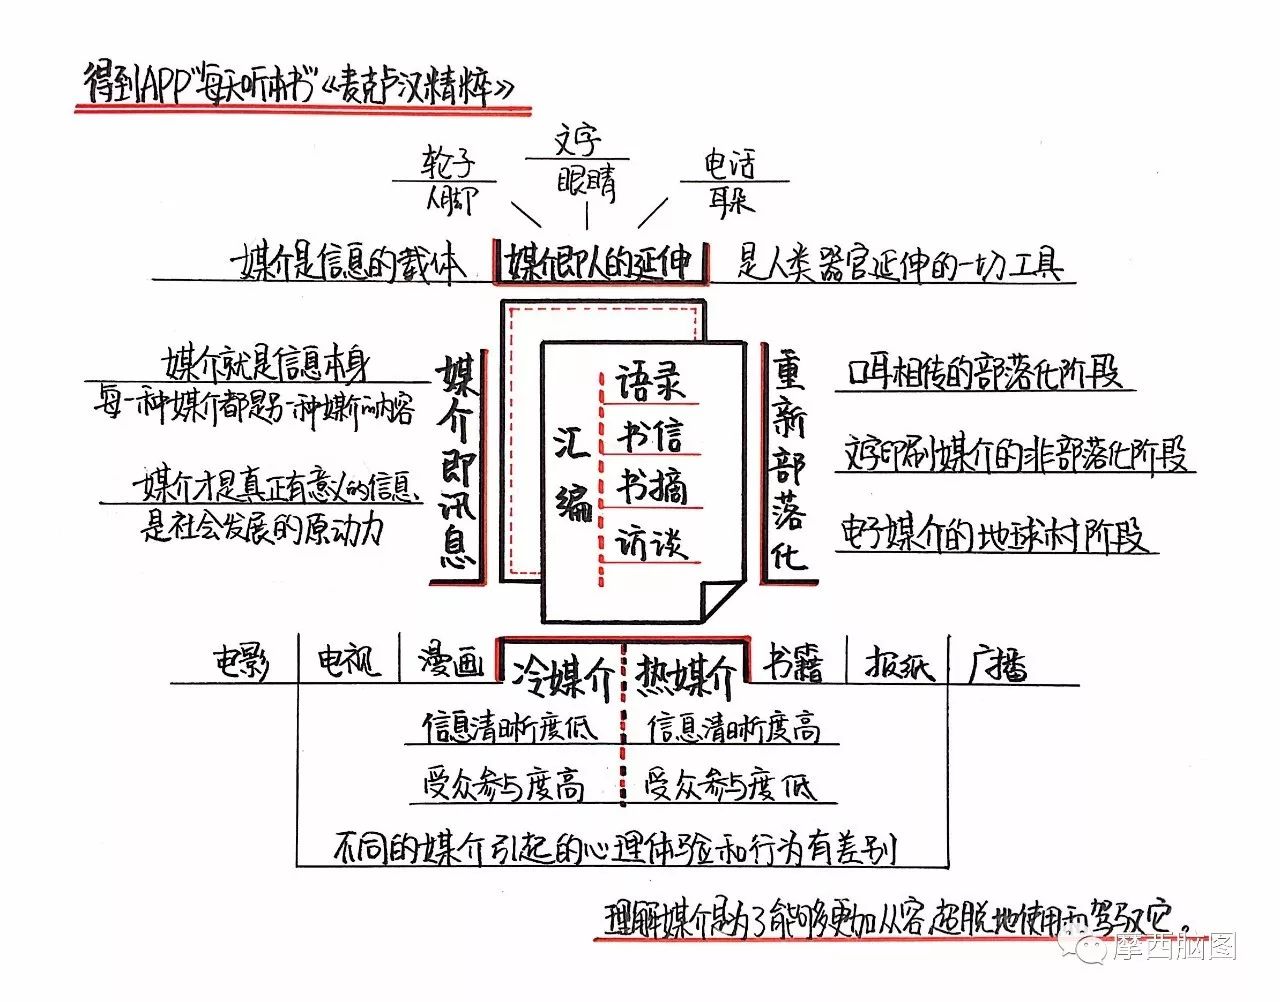 得到APP"每天听本书"《麦克卢汉精粹》
轮子
人脚
文字
眼睛
电话
耳朵
媒介是信息的载体
媒介即人的延伸
是人类器官延伸的一切工具
媒介就是信息本身
每一种媒介都是另一种媒介的内容
媒介才是真正有意义的信息、
是社会发展的原动力
媒介即讯息
汇编
语录
书信
书摘
访谈
重新部落化
口耳相传的部落化阶段
文字印刷媒介的非部落化阶段
电子媒介的地球村阶段
电影
电视
漫画
冷媒介
热媒介
书籍
报纸
广播
信息清晰度低
信息清晰度高
受众参与度高
受众参与度低
不同的媒介引起的心理体验和行为有差别
理解媒介是为了能够更加从容、超脱地使用和驾驭它。
摩西脑图